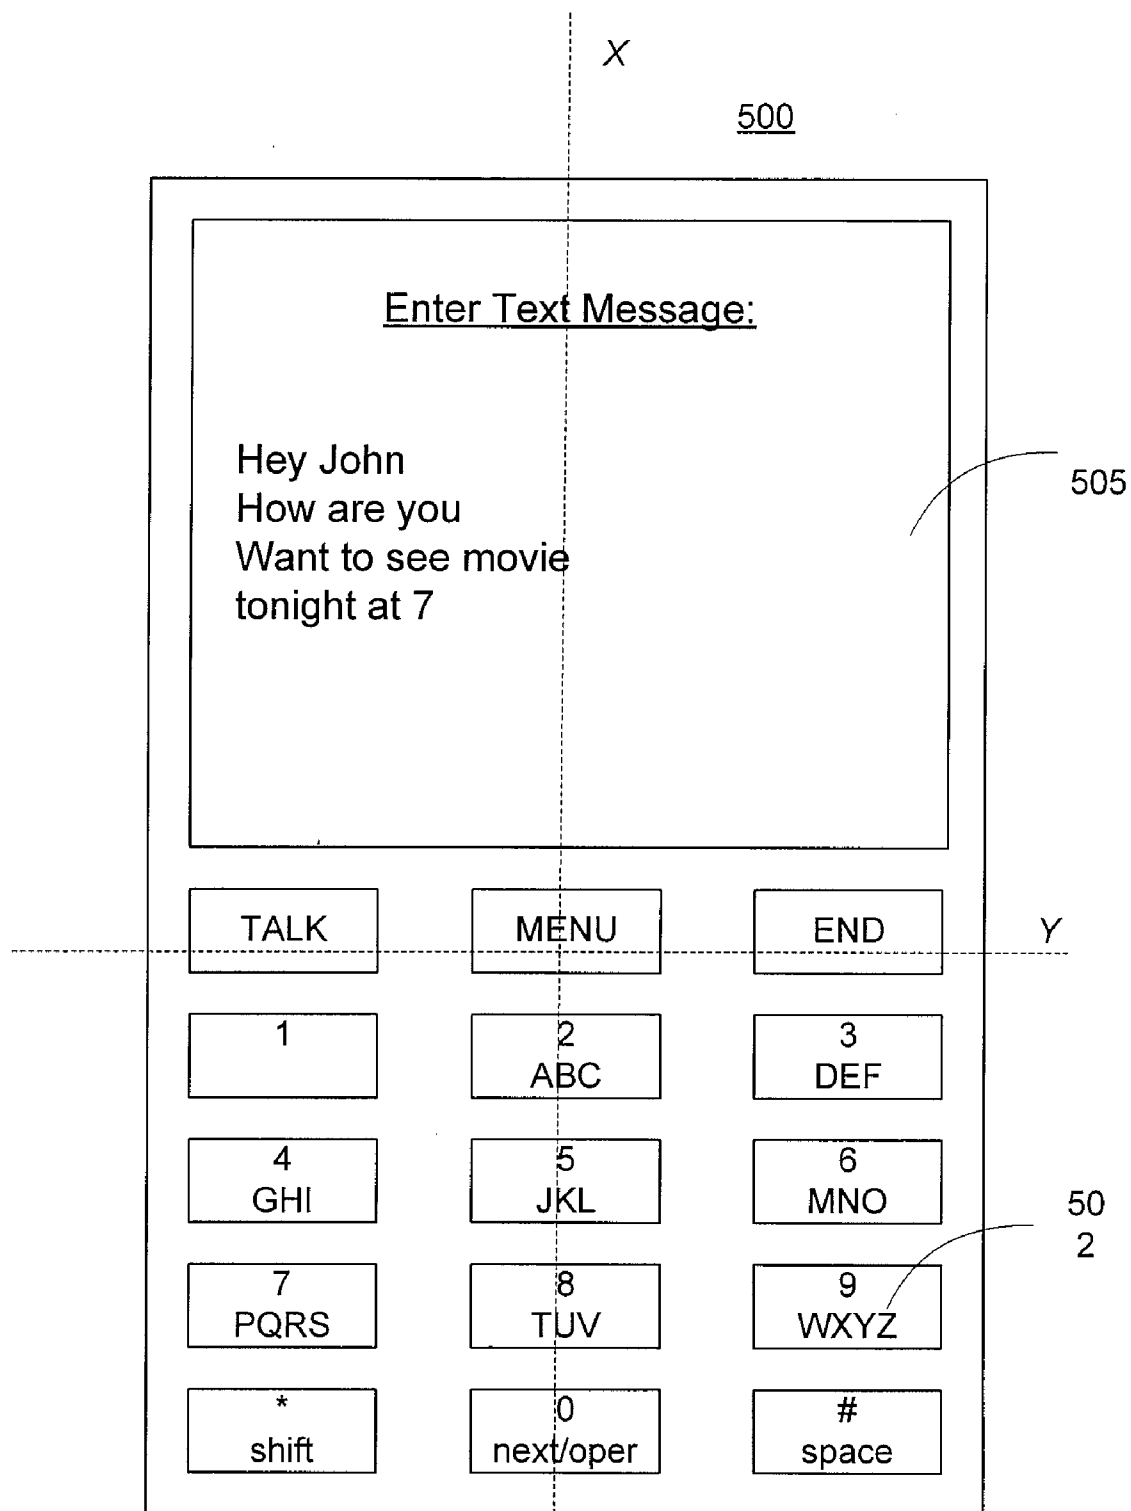 X
500
Enter Text Message:
Hey John
How are you
Want to see movie
tonight at 7
505
TALK MENU END
Y
1 2 3
ABC DEF
4 5 6
GHI JKL MNO
50
2
7 8 9
PQRS TUV WXYZ
* 0 #
shift next/oper space